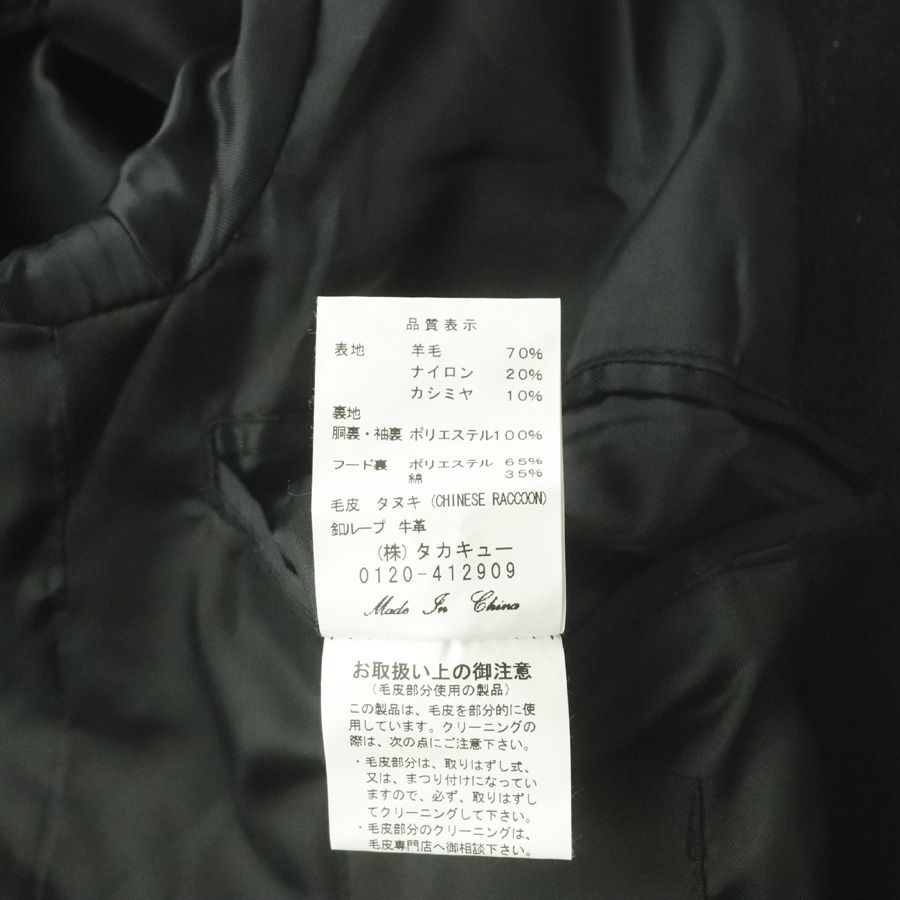 品質表示
表地 羊毛 70%
ナイロン 20%
カシミヤ 10%
裏地
胴裏・袖裏 ポリエステル100%
フード裏 ポリエステル 65%
綿 35%
毛皮 タヌキ (CHINESE RACCOON)
釦ループ 牛革
(株) タカキュー
0120-412909
Made In China
お取扱い上の御注意
(毛皮部分使用の製品)
この製品は、毛皮を部分的に使
用しています。クリーニングの
際は、次の点にご注意下さい。
・毛皮部分は、取りはずし式、
又は、まつり付けになってい
ますので、必ず、取りはずし
てクリーニングして下さい。
・毛皮部分のクリーニングは、
毛皮専門店へ御相談下さい。